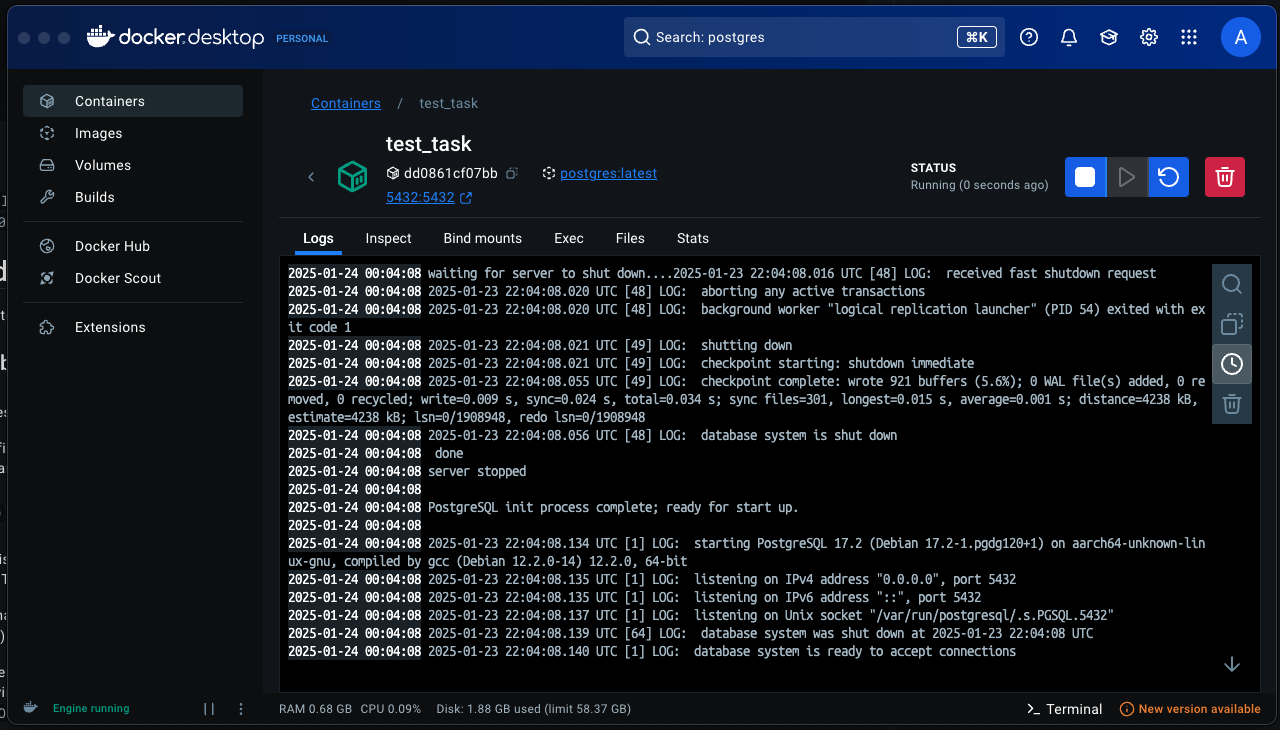 docker.desktop PERSONAL
Search: postgres ⌘K
A
Containers
Images
Volumes
Builds
Docker Hub
Docker Scout
Extensions
Containers / test_task
test_task
dd0861cf07bb postgres:latest
5432:5432
STATUS
Running (0 seconds ago)
Logs Inspect Bind mounts Exec Files Stats
2025-01-24 00:04:08 waiting for server to shut down....2025-01-23 22:04:08.016 UTC [48] LOG:  received fast shutdown request
2025-01-24 00:04:08 2025-01-23 22:04:08.020 UTC [48] LOG:  aborting any active transactions
2025-01-24 00:04:08 2025-01-23 22:04:08.020 UTC [48] LOG:  background worker "logical replication launcher" (PID 54) exited with ex
it code 1
2025-01-24 00:04:08 2025-01-23 22:04:08.021 UTC [49] LOG:  shutting down
2025-01-24 00:04:08 2025-01-23 22:04:08.021 UTC [49] LOG:  checkpoint starting: shutdown immediate
2025-01-24 00:04:08 2025-01-23 22:04:08.055 UTC [49] LOG:  checkpoint complete: wrote 921 buffers (5.6%); 0 WAL file(s) added, 0 re
moved, 0 recycled; write=0.009 s, sync=0.024 s, total=0.034 s; sync files=301, longest=0.015 s, average=0.001 s; distance=4238 kB,
estimate=4238 kB; lsn=0/1908948, redo lsn=0/1908948
2025-01-24 00:04:08 2025-01-23 22:04:08.056 UTC [48] LOG:  database system is shut down
2025-01-24 00:04:08  done
2025-01-24 00:04:08 server stopped
2025-01-24 00:04:08
2025-01-24 00:04:08 PostgreSQL init process complete; ready for start up.
2025-01-24 00:04:08
2025-01-24 00:04:08 2025-01-23 22:04:08.134 UTC [1] LOG:  starting PostgreSQL 17.2 (Debian 17.2-1.pgdg120+1) on aarch64-unknown-lin
ux-gnu, compiled by gcc (Debian 12.2.0-14) 12.2.0, 64-bit
2025-01-24 00:04:08 2025-01-23 22:04:08.135 UTC [1] LOG:  listening on IPv4 address "0.0.0.0", port 5432
2025-01-24 00:04:08 2025-01-23 22:04:08.135 UTC [1] LOG:  listening on IPv6 address "::", port 5432
2025-01-24 00:04:08 2025-01-23 22:04:08.137 UTC [1] LOG:  listening on Unix socket "/var/run/postgresql/.s.PGSQL.5432"
2025-01-24 00:04:08 2025-01-23 22:04:08.139 UTC [64] LOG:  database system was shut down at 2025-01-23 22:04:08 UTC
2025-01-24 00:04:08 2025-01-23 22:04:08.140 UTC [1] LOG:  database system is ready to accept connections
Engine running
RAM 0.68 GB CPU 0.09% Disk: 1.88 GB used (limit 58.37 GB)
Terminal
New version available